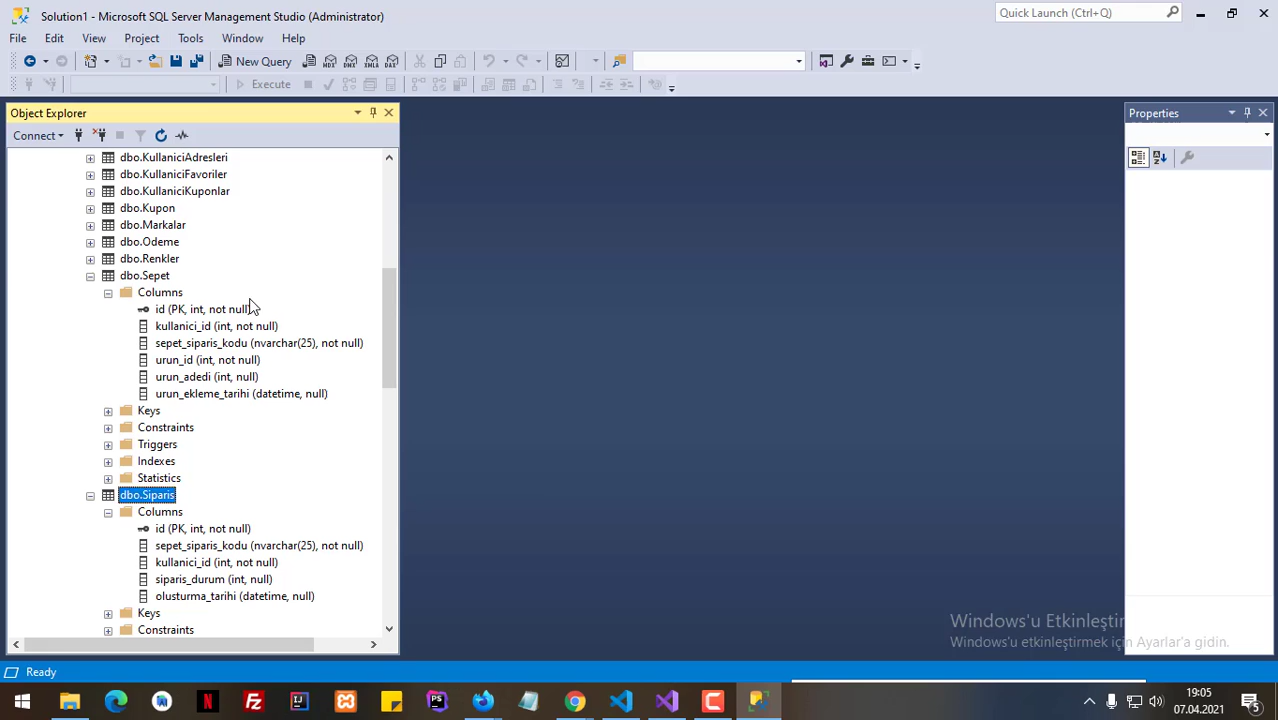 Solution1 - Microsoft SQL Server Management Studio (Administrator)
Quick Launch (Ctrl+Q)
File Edit View Project Tools Window Help
New Query
Execute
Object Explorer
Properties
Connect
dbo.KullaniciAdresleri
dbo.KullaniciFavoriler
dbo.KullaniciKuponlar
dbo.Kupon
dbo.Markalar
dbo.Odeme
dbo.Renkler
dbo.Sepet
Columns
id (PK, int, not null)
kullanici_id (int, not null)
sepet_siparis_kodu (nvarchar(25), not null)
urun_id (int, not null)
urun_adedi (int, null)
urun_ekleme_tarihi (datetime, null)
Keys
Constraints
Triggers
Indexes
Statistics
dbo.Siparis
Columns
id (PK, int, not null)
sepet_siparis_kodu (nvarchar(25), not null)
kullanici_id (int, not null)
siparis_durum (int, null)
olusturma_tarihi (datetime, null)
Keys
Constraints
Windows'u Etkinleştir
Windows'u etkinleştirmek için Ayarlar'a gidin.
Ready
19:05
07.04.2021